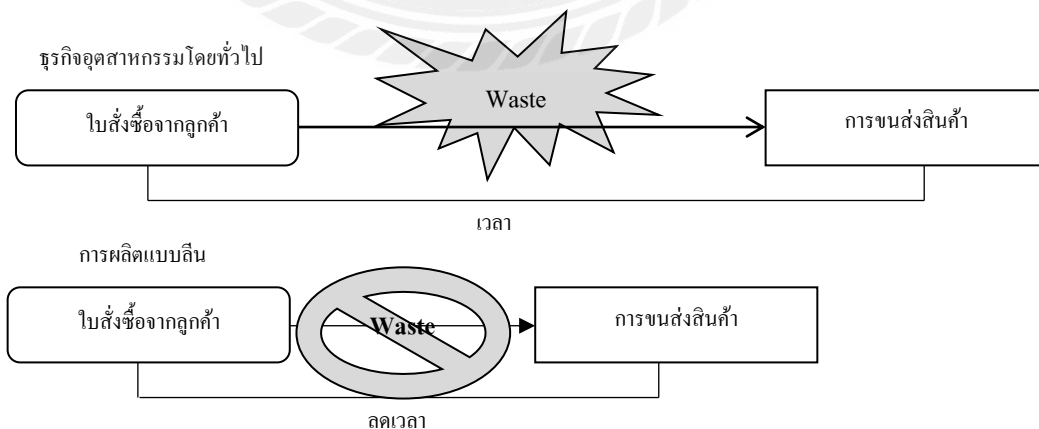 ธุรกิจอุตสาหกรรมโดยทั่วไป
ใบสั่งซื้อจากลูกค้า
Waste
การขนส่งสินค้า
เวลา
การผลิตแบบลีน
ใบสั่งซื้อจากลูกค้า
Waste
การขนส่งสินค้า
ลดเวลา